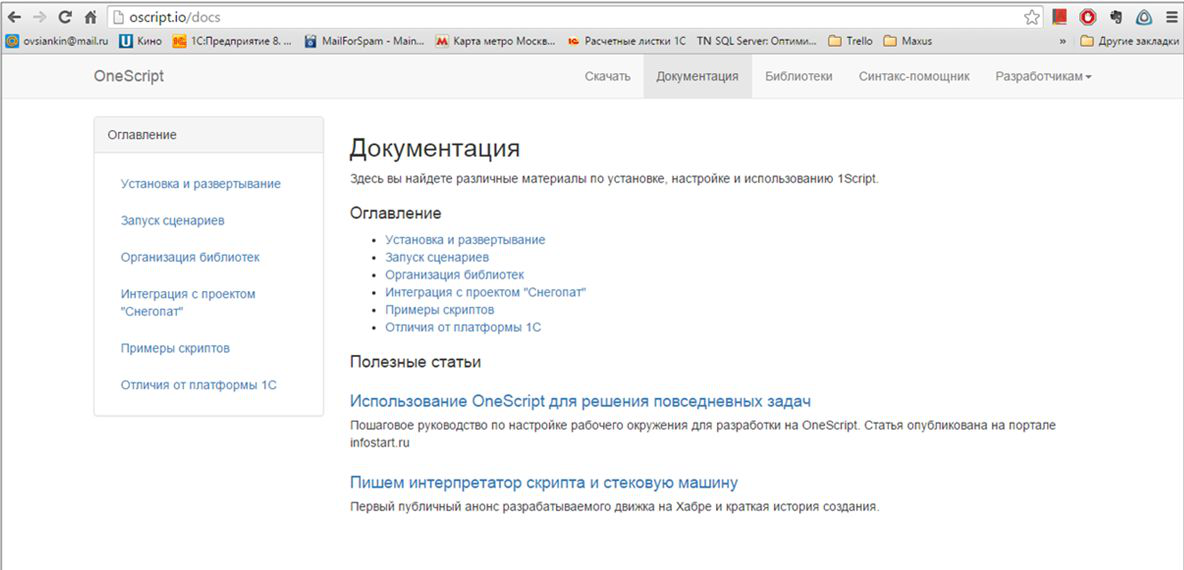 oscript.io/docs
ovsiankin@mail.ru Кино 1С:Предприятие 8. ... MailForSpam - Main... Карта метро Москв... Расчетные листки 1С TN SQL Server: Оптими... Trello Maxus » Другие закладки
OneScript Скачать Документация Библиотеки Синтакс-помощник Разработчикам
Оглавление
Установка и развертывание
Запуск сценариев
Организация библиотек
Интеграция с проектом
"Снегопат"
Примеры скриптов
Отличия от платформы 1С
Документация
Здесь вы найдете различные материалы по установке, настройке и использованию 1Script.
Оглавление
• Установка и развертывание
• Запуск сценариев
• Организация библиотек
• Интеграция с проектом "Снегопат"
• Примеры скриптов
• Отличия от платформы 1С
Полезные статьи
Использование OneScript для решения повседневных задач
Пошаговое руководство по настройке рабочего окружения для разработки на OneScript. Статья опубликована на портале
infostart.ru
Пишем интерпретатор скрипта и стековую машину
Первый публичный анонс разрабатываемого движка на Хабре и краткая история создания.